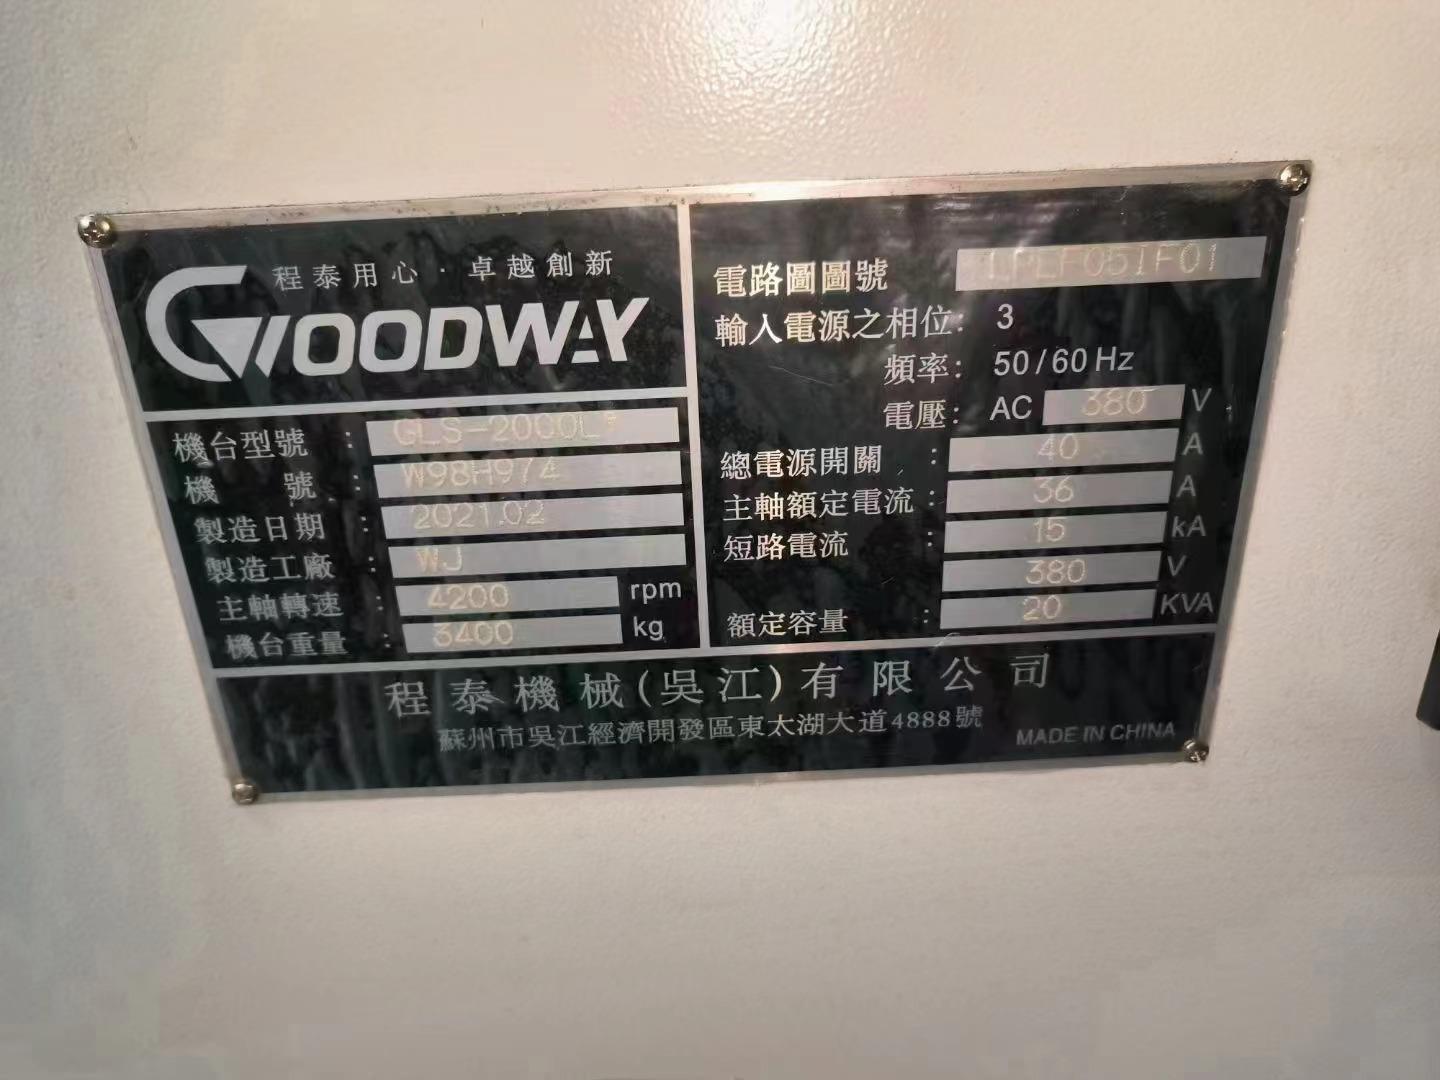 程泰用心·卓越創新
GOODWAY
機台型號 : GLS-2000L
機 號 : W98H974
製造日期 : 2021.02
製造工廠 : WJ
主軸轉速 : 4200 rpm
機台重量 : 3400 kg
電路圖圖號
輸入電源之相位: 3
頻率: 50/60 Hz
電壓: AC 380 V
總電源開關 : 40 A
主軸額定電流 : 36 A
短路電流 : 15 kA
380 V
額定容量 : 20 KVA
程泰機械(吳江)有限公司
蘇州市吳江經濟開發區東太湖大道4888號
MADE IN CHINA